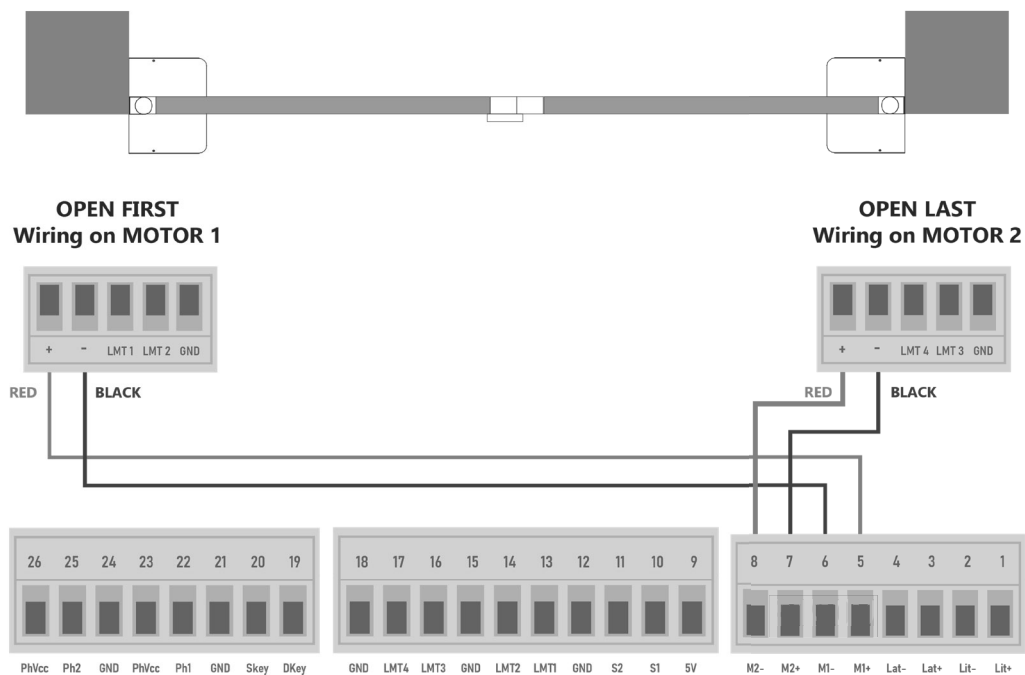 OPEN FIRST
Wiring on MOTOR 1
OPEN LAST
Wiring on MOTOR 2
+ - LMT 1 LMT 2 GND
+ - LMT 4 LMT 3 GND
RED BLACK
RED BLACK
26 25 24 23 22 21 20 19
18 17 16 15 14 13 12 11 10 9
8 7 6 5 4 3 2 1
PhVcc Ph2 GND PhVcc Ph1 GND Skey DKey
GND LMT4 LMT3 GND LMT2 LMT1 GND S2 S1 5V
M2- M2+ M1- M1+ Lat- Lat+ Lit- Lit+